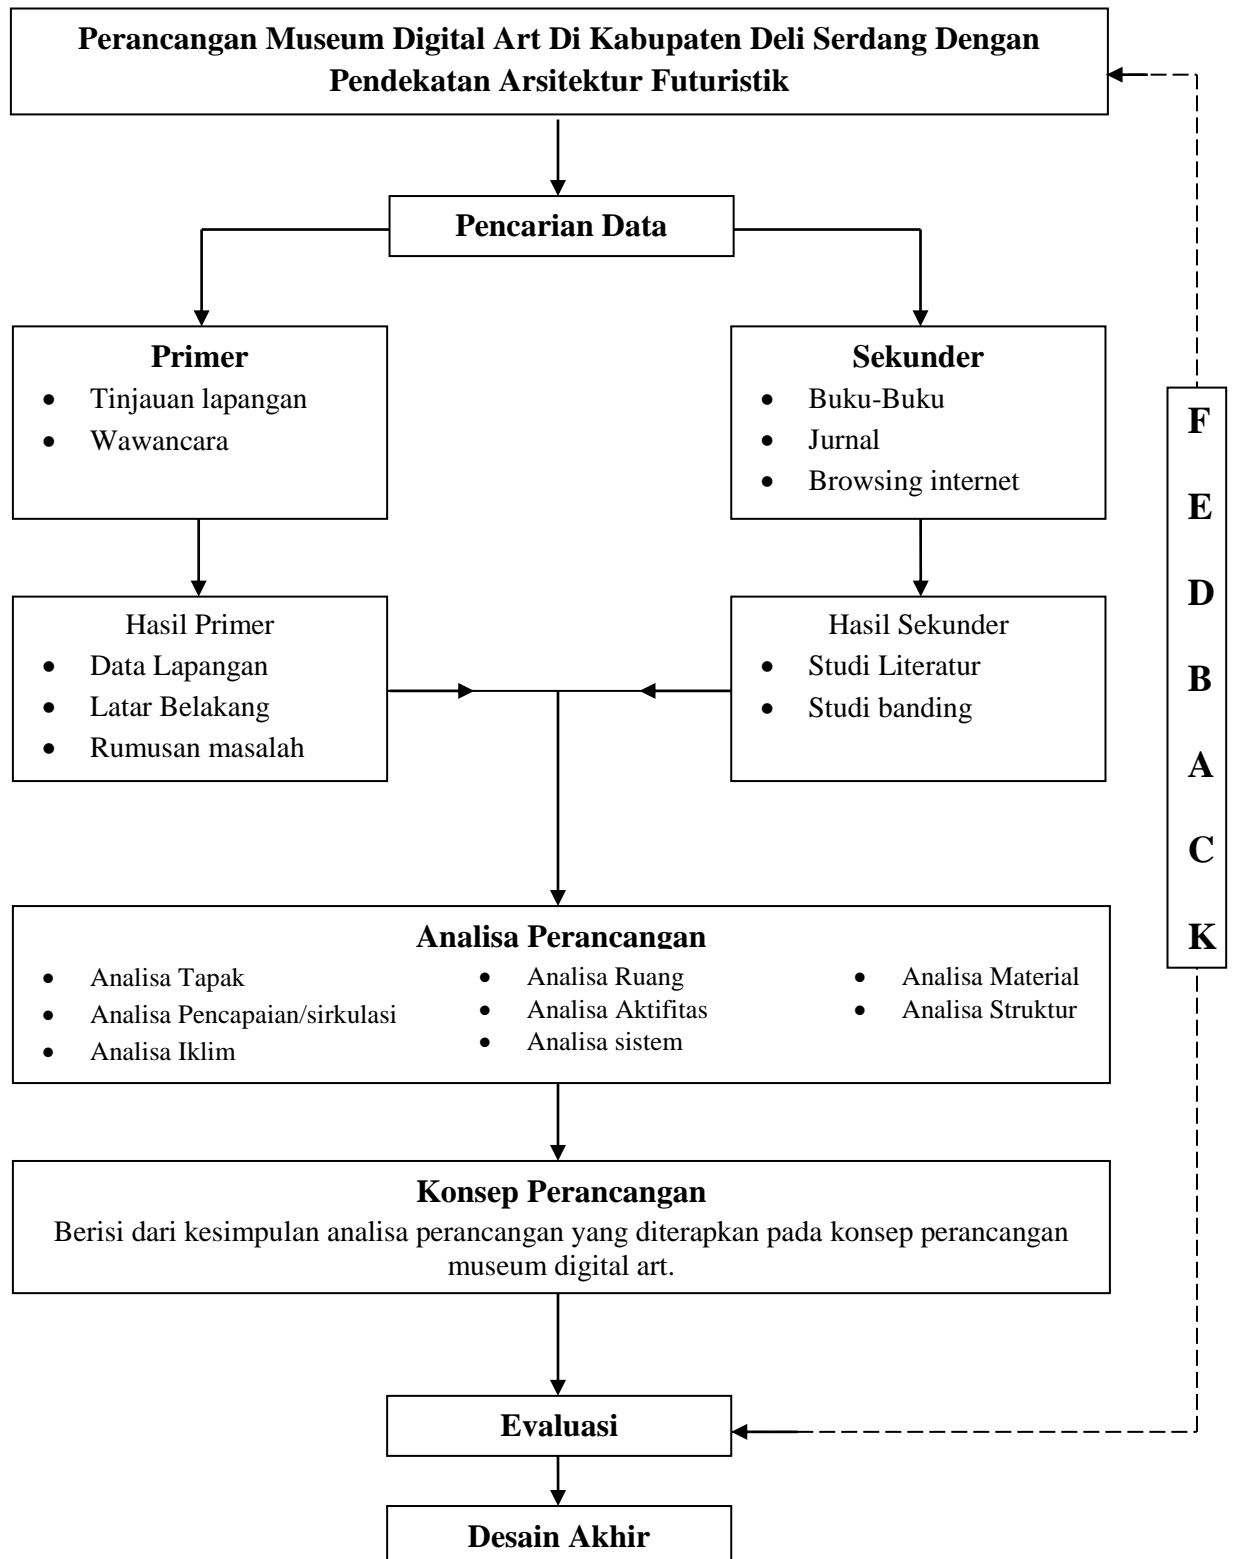 Perancangan Museum Digital Art Di Kabupaten Deli Serdang Dengan
Pendekatan Arsitektur Futuristik
Pencarian Data
Primer
• Tinjauan lapangan
• Wawancara
Sekunder
• Buku-Buku
• Jurnal
• Browsing internet
Hasil Primer
• Data Lapangan
• Latar Belakang
• Rumusan masalah
Hasil Sekunder
• Studi Literatur
• Studi banding
Analisa Perancangan
• Analisa Tapak
• Analisa Pencapaian/sirkulasi
• Analisa Iklim
• Analisa Ruang
• Analisa Aktifitas
• Analisa sistem
• Analisa Material
• Analisa Struktur
Konsep Perancangan
Berisi dari kesimpulan analisa perancangan yang diterapkan pada konsep perancangan
museum digital art.
Evaluasi
Desain Akhir
F
E
D
B
A
C
K